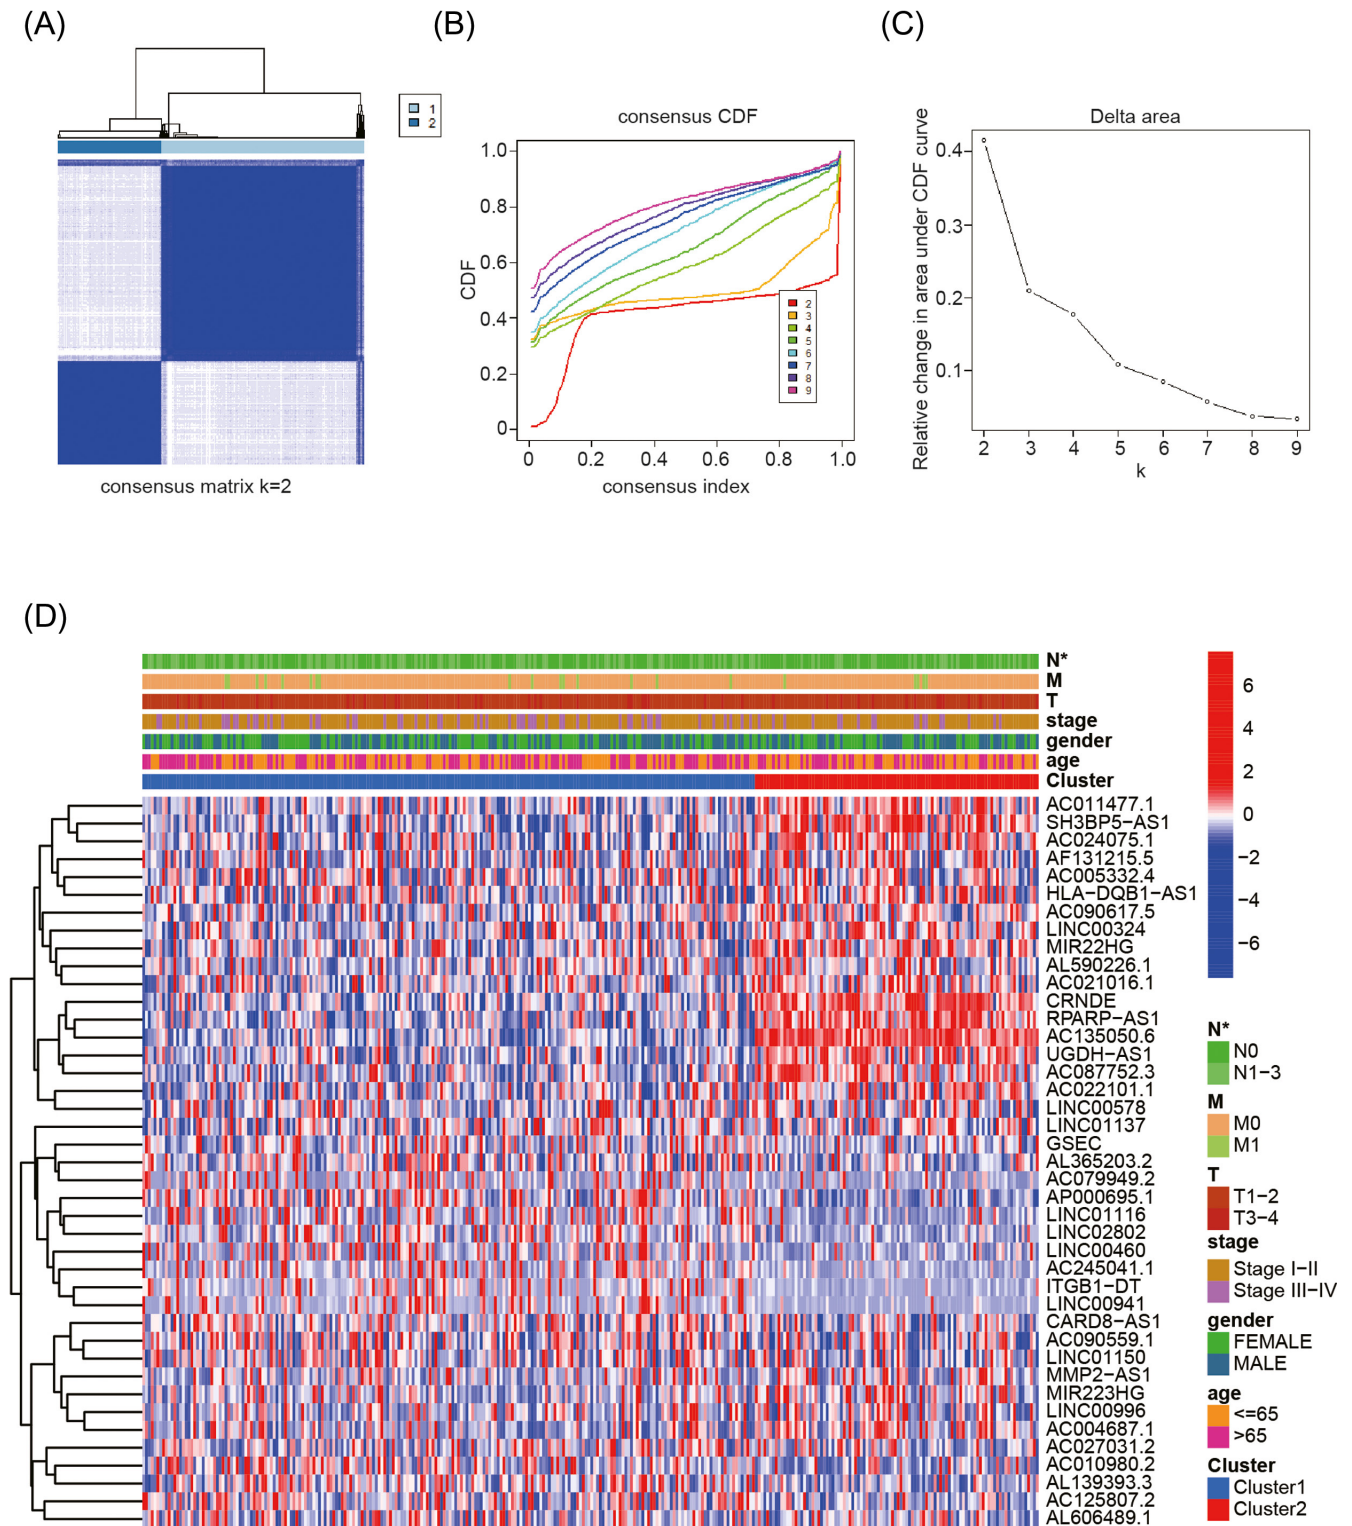 (A)
1
2
consensus matrix k=2
(B)
consensus CDF
CDF
1.0
0.8
0.6
0.4
0.2
0
0 0.2 0.4 0.6 0.8 1.0
consensus index
2
3
4
5
6
7
8
9
(C)
Delta area
Relative change in area under CDF curve
0.4
0.3
0.2
0.1
2 3 4 5 6 7 8 9
k
(D)
N*
M
T
stage
gender
age
Cluster
AC011477.1
SH3BP5−AS1
AC024075.1
AF131215.5
AC005332.4
HLA−DQB1−AS1
AC090617.5
LINC00324
MIR22HG
AL590226.1
AC021016.1
CRNDE
RPARP−AS1
AC135050.6
UGDH−AS1
AC087752.3
AC022101.1
LINC00578
LINC01137
GSEC
AL365203.2
AC079949.2
AP000695.1
LINC01116
LINC02802
LINC00460
AC245041.1
ITGB1−DT
LINC00941
CARD8−AS1
AC090559.1
LINC01150
MMP2−AS1
MIR223HG
LINC00996
AC004687.1
AC027031.2
AC010980.2
AL139393.3
AC125807.2
AL606489.1
6
4
2
0
−2
−4
−6
N*
N0
N1−3
M
M0
M1
T
T1−2
T3−4
stage
Stage I−II
Stage III−IV
gender
FEMALE
MALE
age
<=65
>65
Cluster
Cluster1
Cluster2